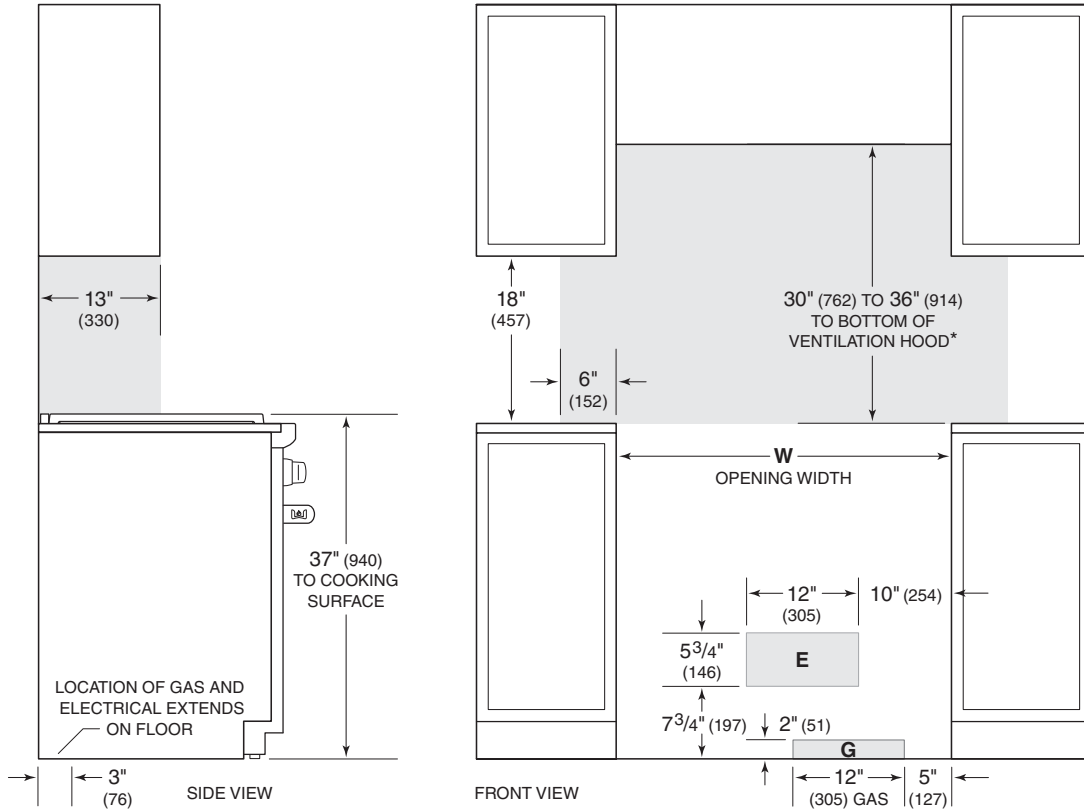 13"
(330)
37" (940)
TO COOKING
SURFACE
LOCATION OF GAS AND
ELECTRICAL EXTENDS
ON FLOOR
3"
(76)
SIDE VIEW
18"
(457)
6"
(152)
30" (762) TO 36" (914)
TO BOTTOM OF
VENTILATION HOOD*
W
OPENING WIDTH
12"
(305)
10" (254)
5 3/4"
(146)
E
7 3/4" (197)
2" (51)
G
12"
(305) GAS
5"
(127)
FRONT VIEW